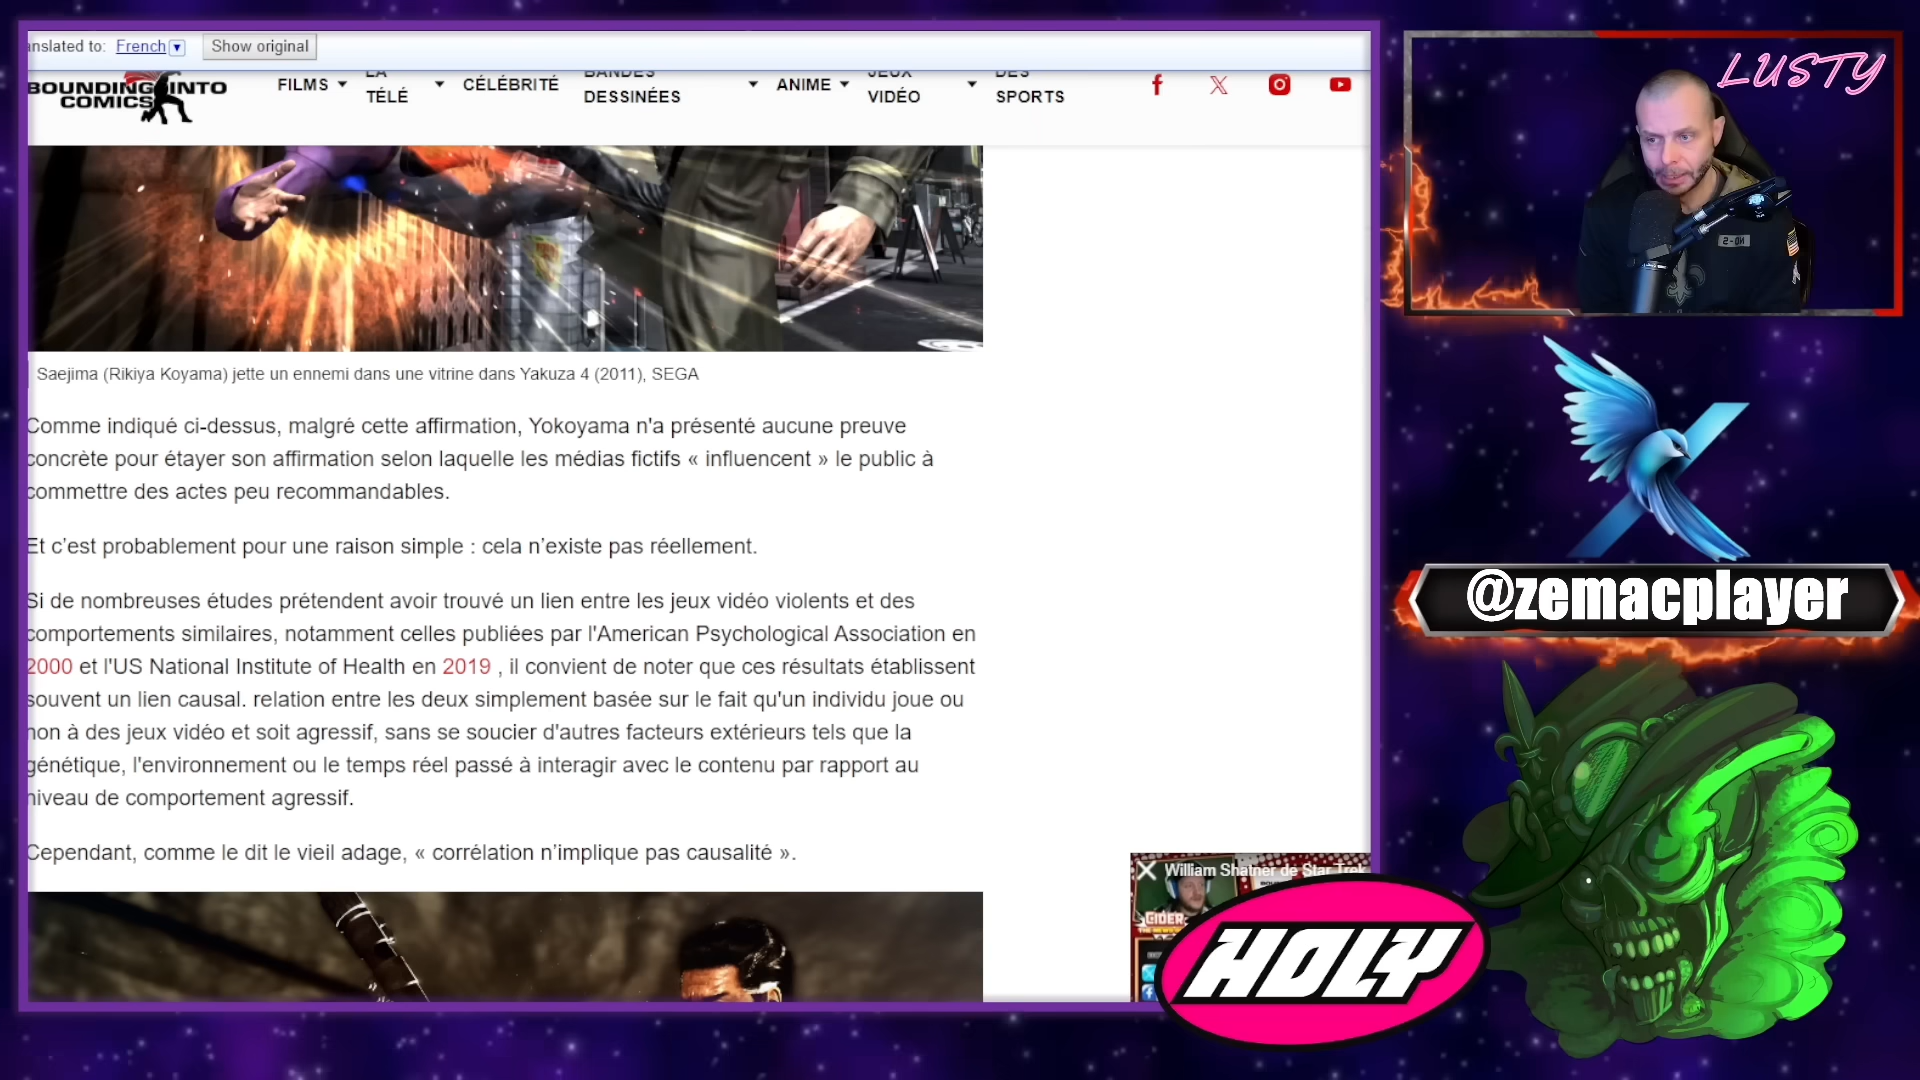 anslated to: French Show original
BOUNDING INTO
COMICS
FILMS
LA
TÉLÉ
CÉLÉBRITÉ
BANDES
DESSINÉES
ANIME
JEUX
VIDÉO
DES
SPORTS
LUSTY
Saejima (Rikiya Koyama) jette un ennemi dans une vitrine dans Yakuza 4 (2011), SEGA
Comme indiqué ci-dessus, malgré cette affirmation, Yokoyama n'a présenté aucune preuve
concrète pour étayer son affirmation selon laquelle les médias fictifs « influencent » le public à
commettre des actes peu recommandables.
Et c’est probablement pour une raison simple : cela n’existe pas réellement.
Si de nombreuses études prétendent avoir trouvé un lien entre les jeux vidéo violents et des
comportements similaires, notamment celles publiées par l'American Psychological Association en
2000 et l'US National Institute of Health en 2019 , il convient de noter que ces résultats établissent
souvent un lien causal. relation entre les deux simplement basée sur le fait qu'un individu joue ou
non à des jeux vidéo et soit agressif, sans se soucier d'autres facteurs extérieurs tels que la
génétique, l'environnement ou le temps réel passé à interagir avec le contenu par rapport au
niveau de comportement agressif.
Cependant, comme le dit le vieil adage, « corrélation n’implique pas causalité ».
William Shatner de Star Trek
CIDER
HOLY
@zemacplayer